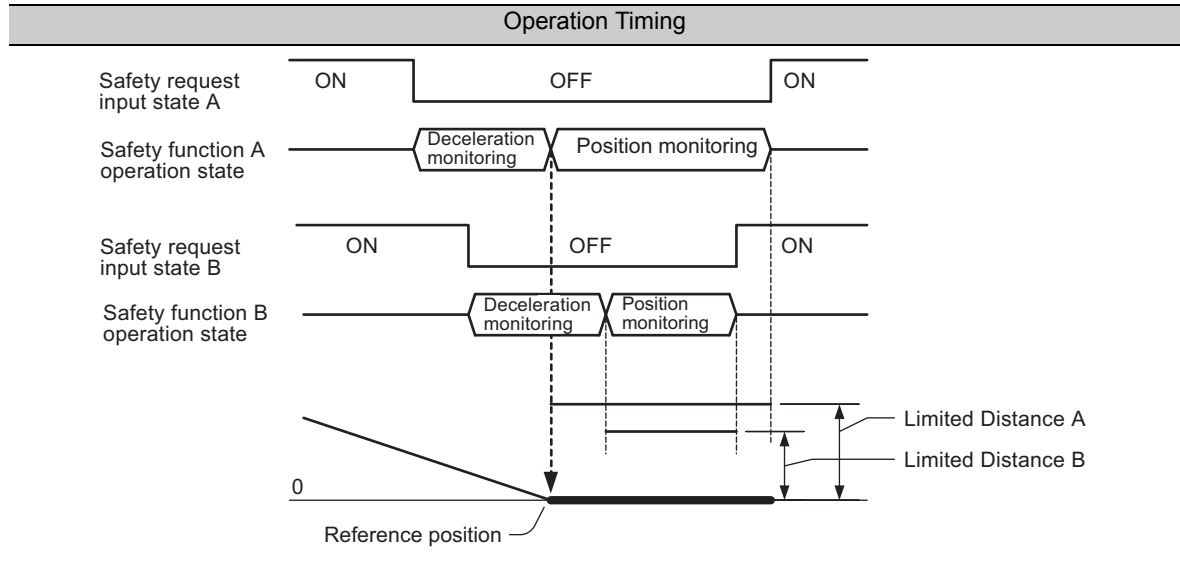 Operation Timing
Safety request
input state A
ON
OFF
ON
Safety function A
operation state
Deceleration
monitoring
Position monitoring
Safety request
input state B
ON
OFF
ON
Safety function B
operation state
Deceleration
monitoring
Position
monitoring
Limited Distance A
Limited Distance B
0
Reference position